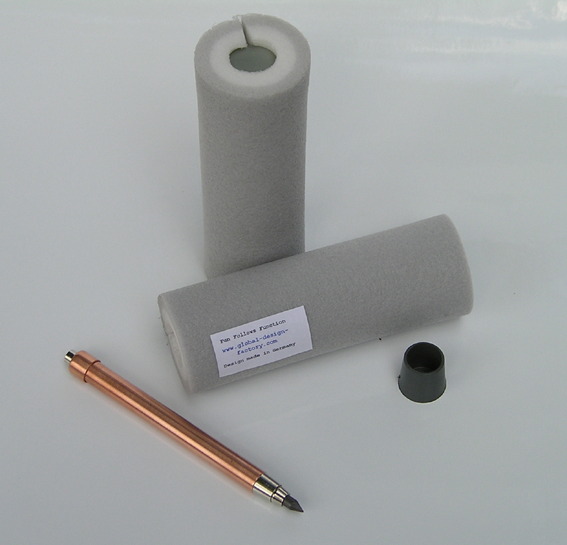 Fun Follows Function
www.global-design-
factory.com
Design made in Germany